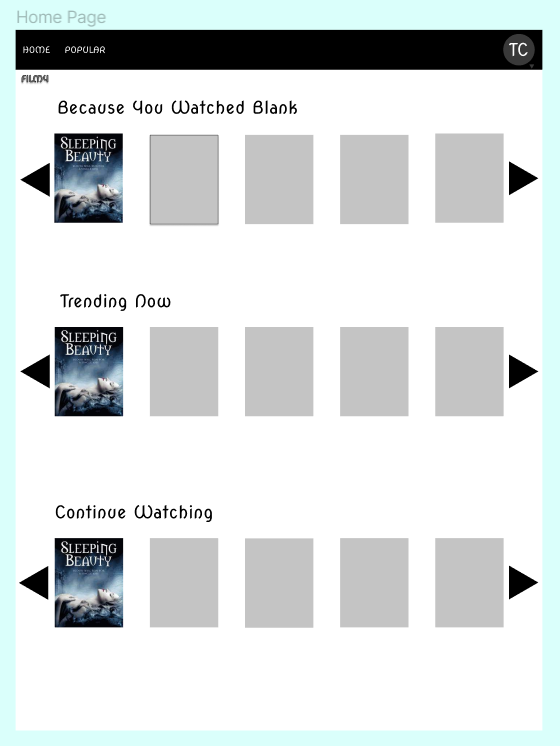 Home Page
HOME POPULAR
TC
FILMY
Because You Watched Blank
SLEEPING
BEAUTY
Trending Now
SLEEPING
BEAUTY
Continue Watching
SLEEPING
BEAUTY